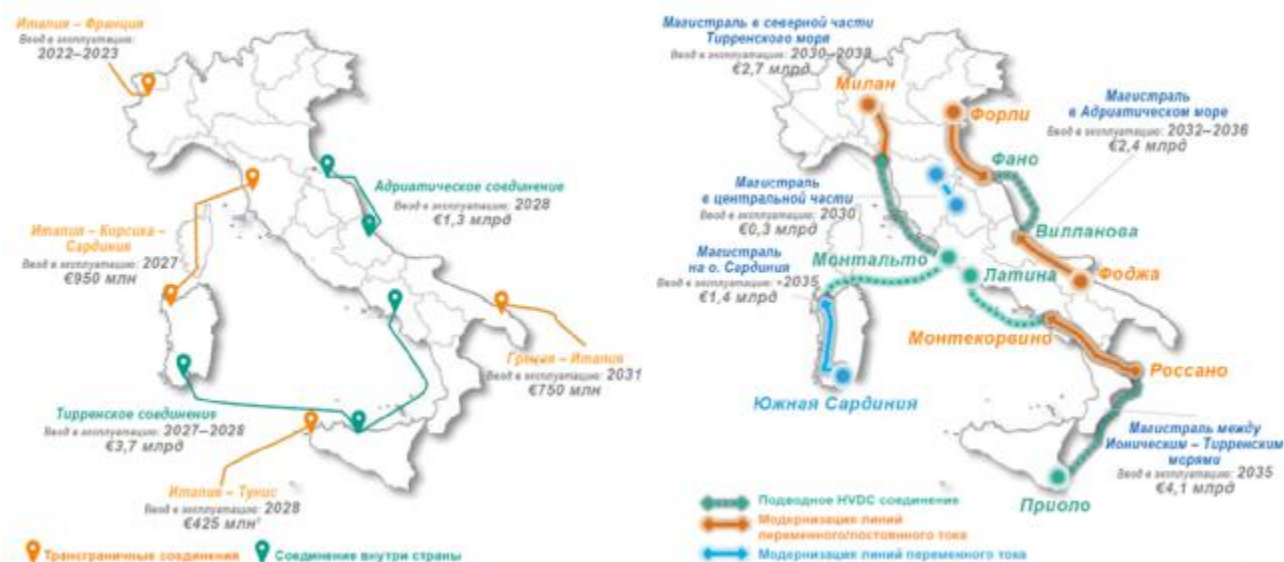 Италия – Франция
Ввод в эксплуатацию:
2022–2023
Адриатическое соединение
Ввод в эксплуатацию: 2028
€1,3 млрд
Италия – Корсика –
Сардиния
Ввод в эксплуатацию: 2027
€950 млн
Греция – Италия
Ввод в эксплуатацию: 2031
€750 млн
Тирренское соединение
Ввод в эксплуатацию: 2027–2028
€3,7 млрд
Италия – Тунис
Ввод в эксплуатацию: 2028
€425 млн¹
Трансграничные соединения
Соединение внутри страны
Магистраль в северной части
Тирренского моря
Ввод в эксплуатацию: 2030–2039
€2,7 млрд
Милан
Форли
Магистраль
в Адриатическом море
Ввод в эксплуатацию: 2032–2036
€2,4 млрд
Фано
Магистраль
в центральной части
Ввод в эксплуатацию: 2030
€0,3 млрд
Вилланова
Магистраль
на о. Сардиния
Ввод в эксплуатацию: +2035
€1,4 млрд
Монтальто
Латина
Фоджа
Монтекорвино
Россано
Южная Сардиния
Магистраль между
Ионическим – Тирренским
морями
Ввод в эксплуатацию: 2035
€4,1 млрд
Приоло
Подводное HVDC соединение
Модернизация линий
переменного/постоянного тока
Модернизация линий переменного тока